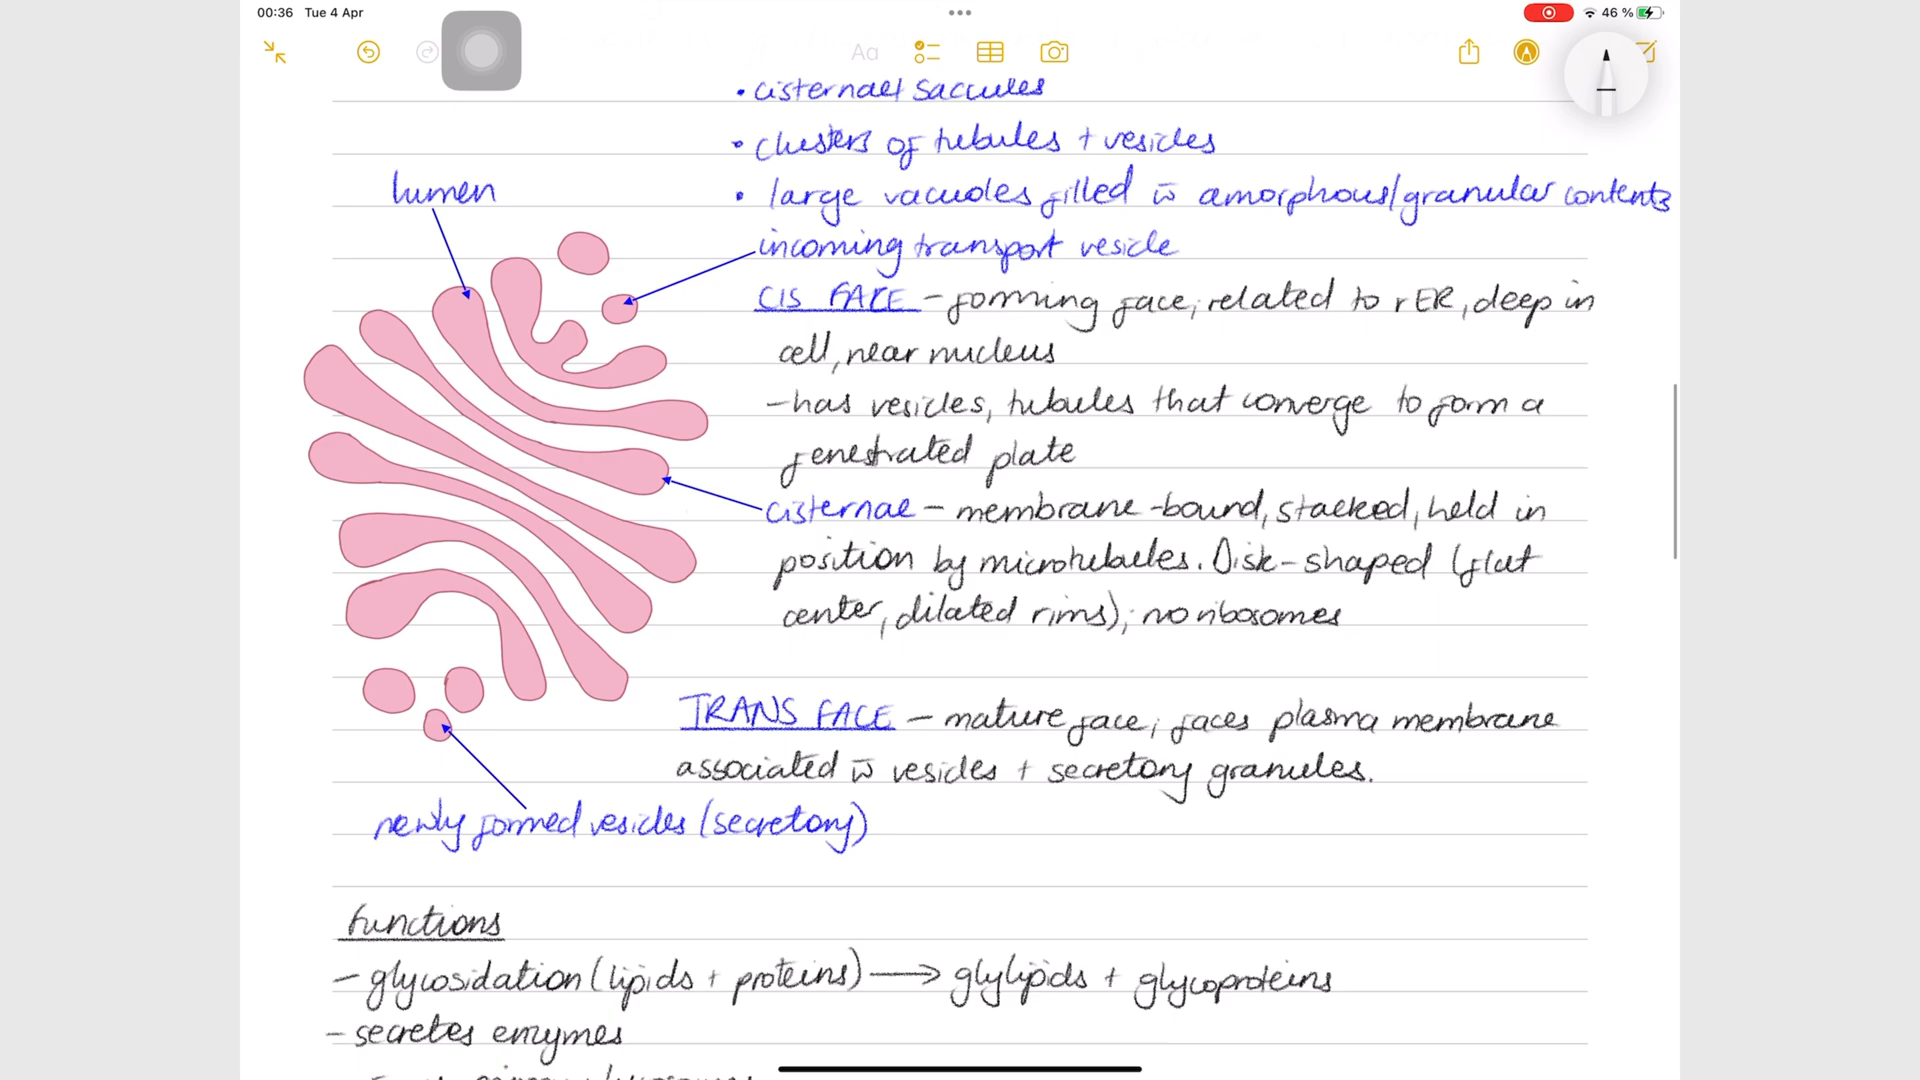 00:36 Tue 4 Apr
46 %
Aa
• cisternael saccules
• clusters of tubules + vesicles
• large vacuoles filled w̄ amorphous/granular contents
lumen
incoming transport vesicle
CIS FACE – forming face, related to rER, deep in
cell, near nucleus
– has vesicles, tubules that converge to form a
fenestrated plate
cisternae – membrane-bound, stacked, held in
position by microtubules. Disk-shaped (flat
center, dilated rims); no ribosomes
TRANS FACE – mature face, faces plasma membrane
associated w̄ vesicles + secretory granules.
newly formed vesicles (secretory)
Functions
– glycosidation (lipids + proteins) ⟶ glylipids + glycoproteins
– secretes enzymes